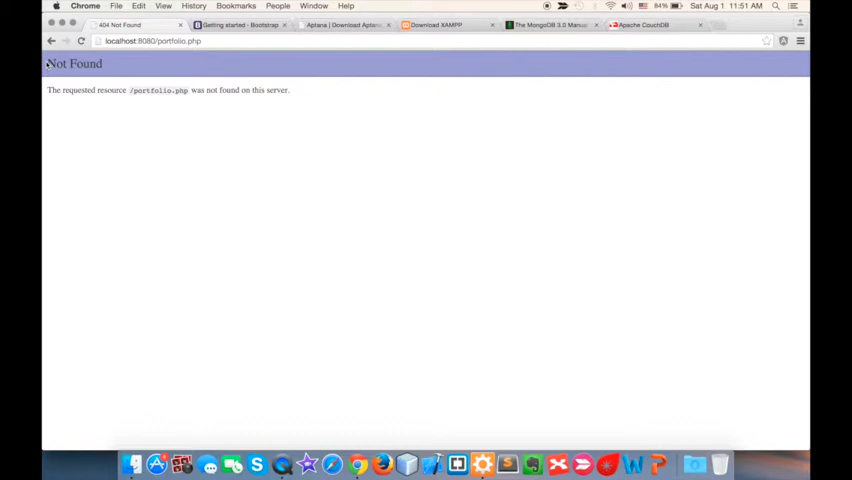 Chrome File Edit View History Bookmarks People Window Help 84% Sat Aug 1 11:51 AM
404 Not Found Getting started · Bootstrap Aptana | Download Aptana Download XAMPP The MongoDB 3.0 Manual Apache CouchDB
localhost:8080/portfolio.php
Not Found
The requested resource /portfolio.php was not found on this server.